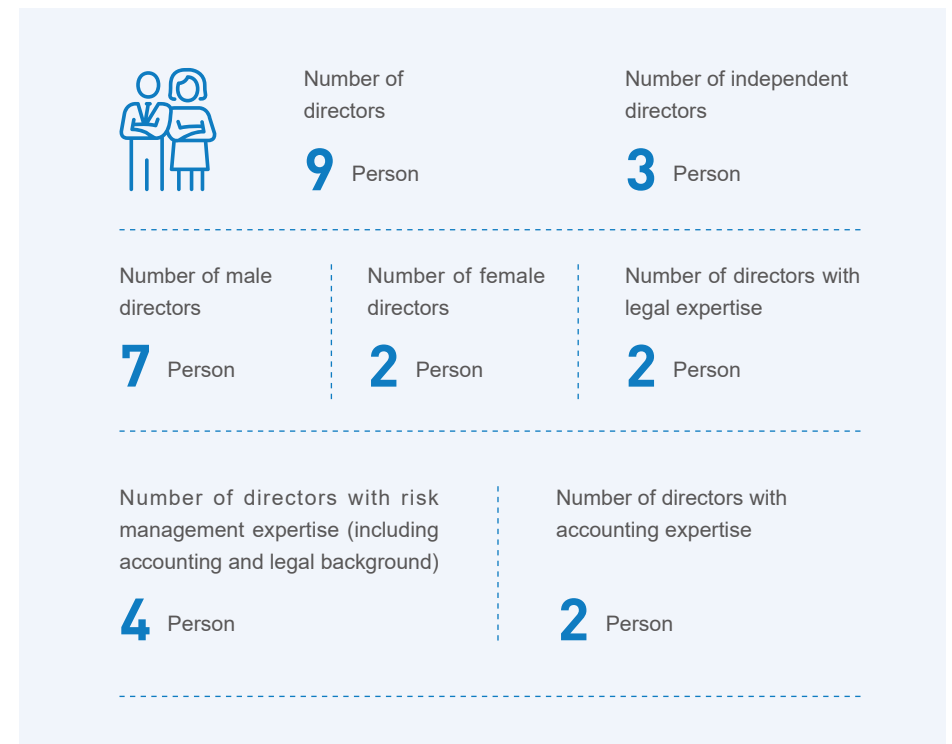 Number of
directors
9 Person
Number of independent
directors
3 Person
Number of male
directors
7 Person
Number of female
directors
2 Person
Number of directors with
legal expertise
2 Person
Number of directors with risk
management expertise (including
accounting and legal background)
4 Person
Number of directors with
accounting expertise
2 Person